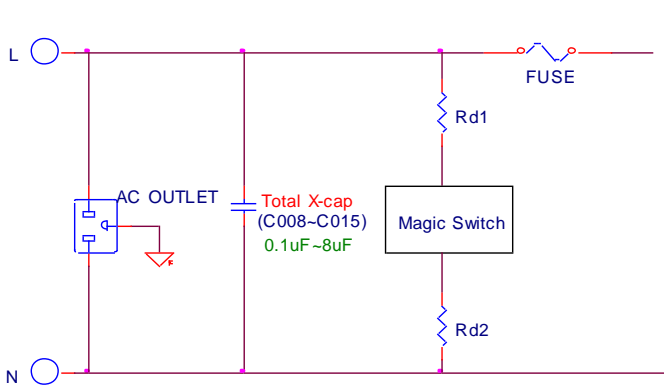 L
FUSE
Rd1
AC OUTLET
Total X-cap
(C008~C015)
0.1uF~8uF
Magic Switch
Rd2
N